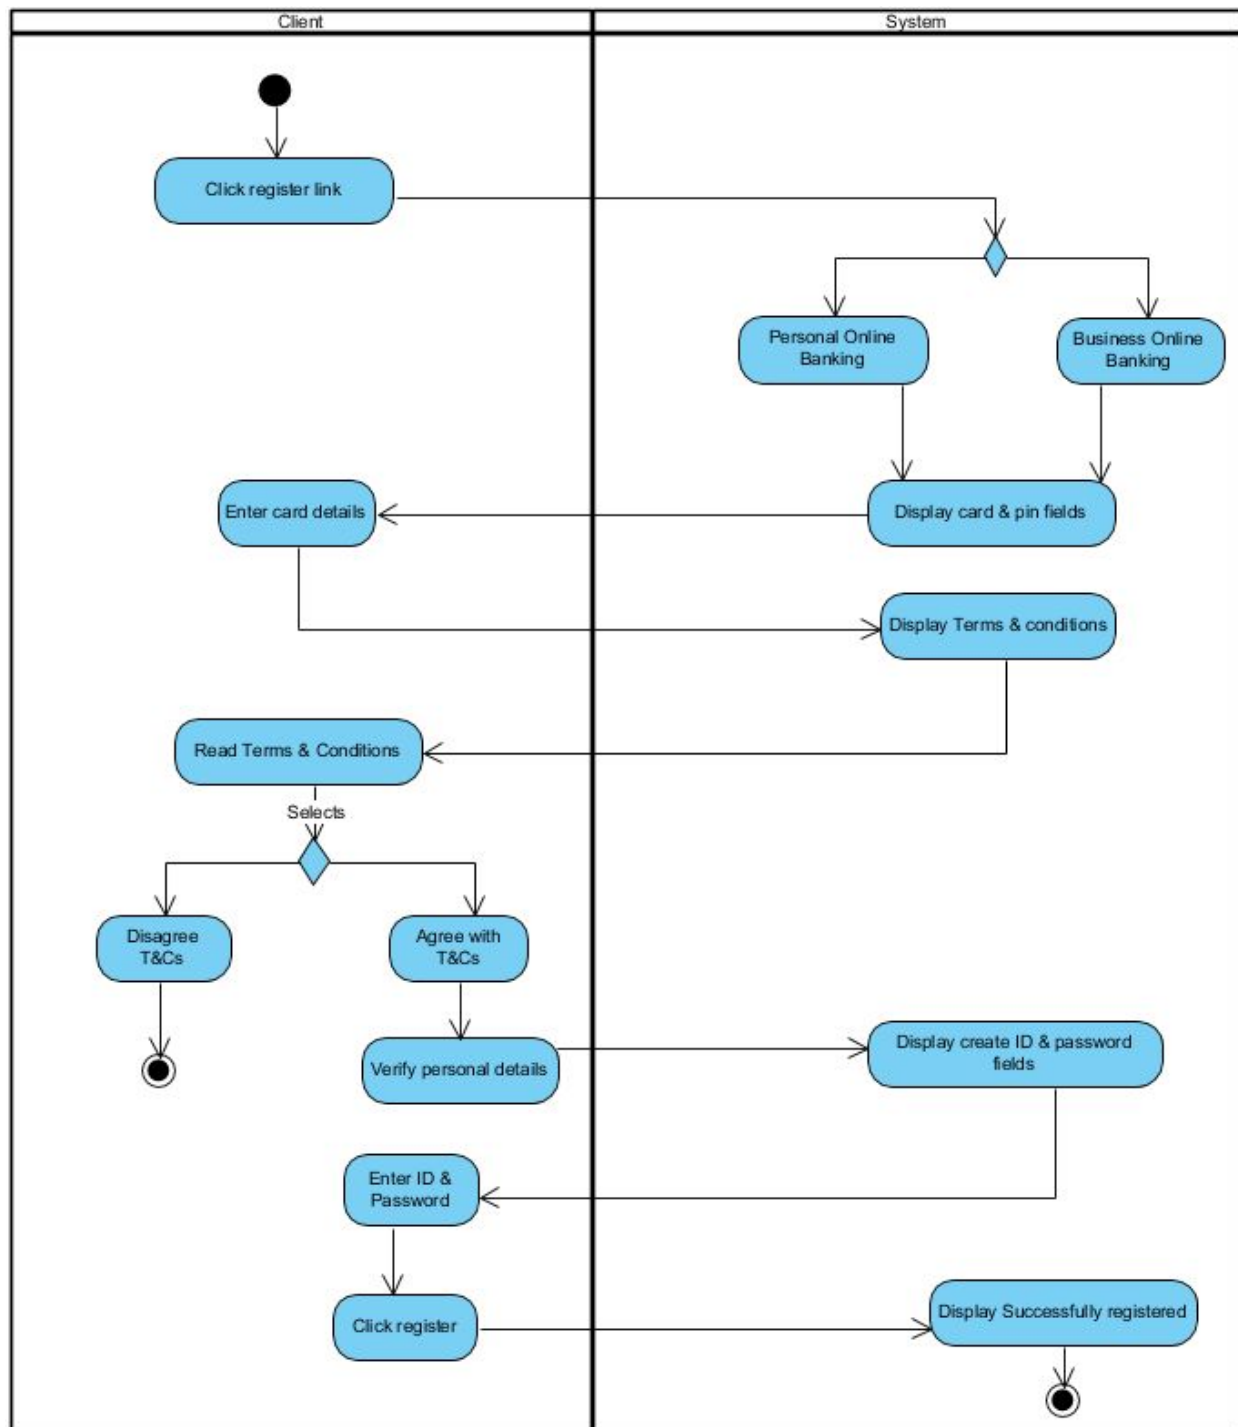 Client
System
Click register link
Personal Online
Banking
Business Online
Banking
Enter card details
Display card & pin fields
Display Terms & conditions
Read Terms & Conditions
Selects
Disagree
T&Cs
Agree with
T&Cs
Verify personal details
Display create ID & password
fields
Enter ID &
Password
Click register
Display Successfully registered